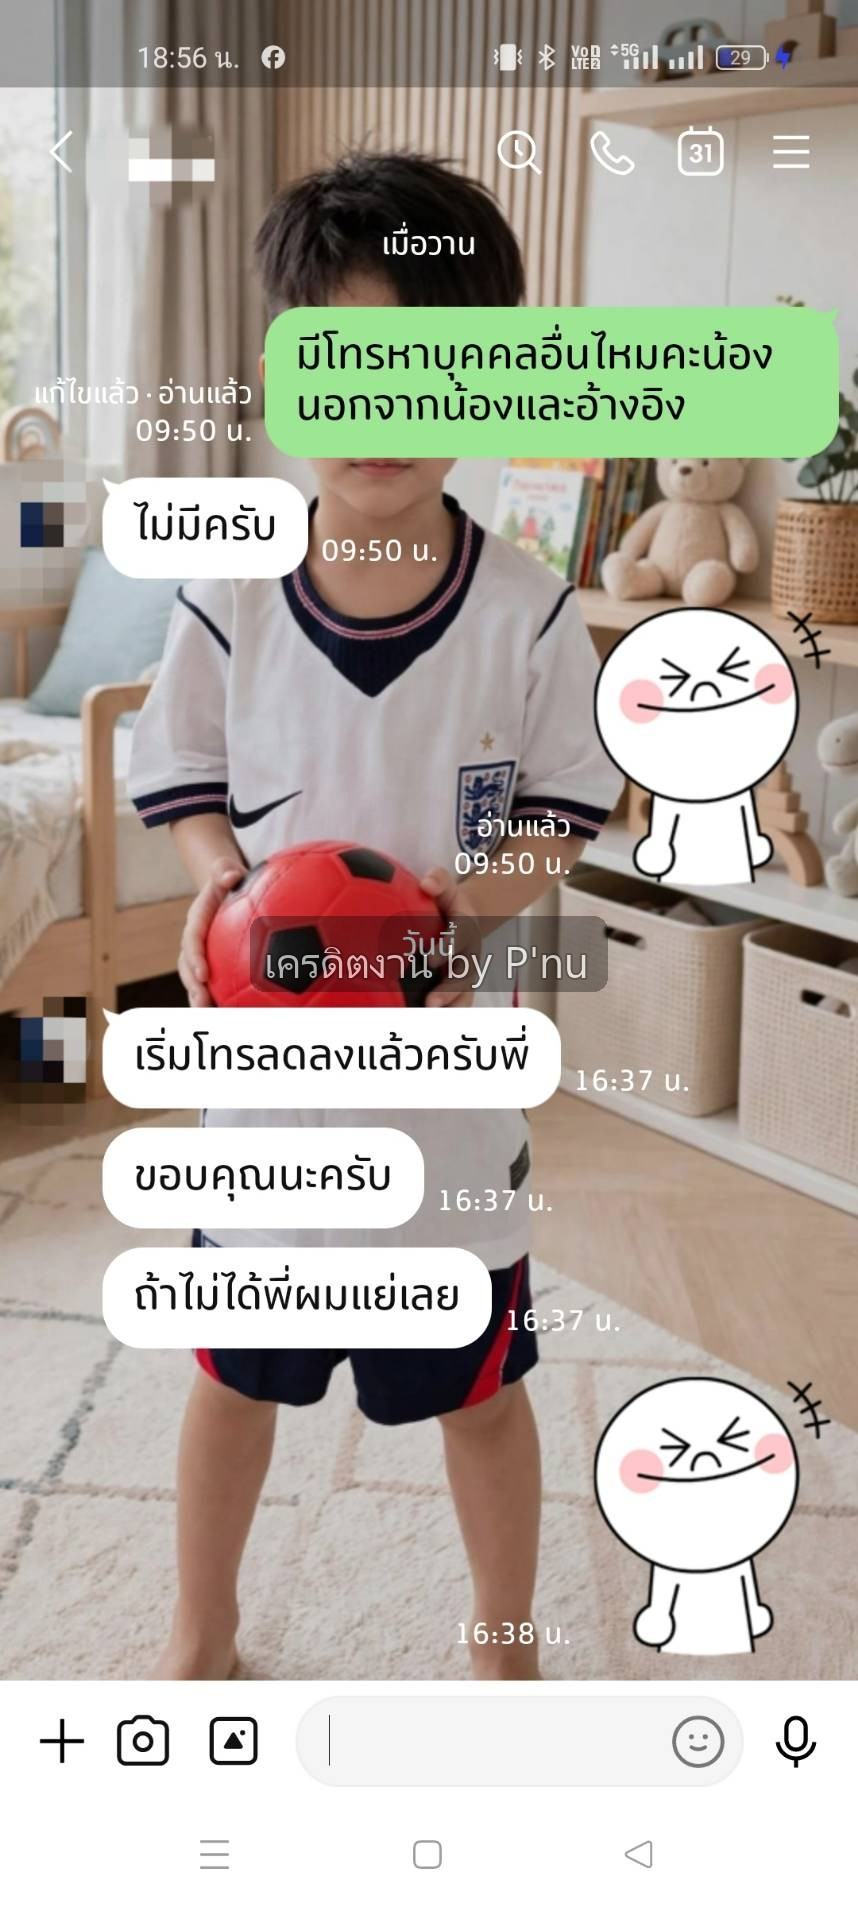 18:56 น.
VoD
LTE2
5G
29
31
เมื่อวาน
มีโทรหาบุคคลอื่นไหมคะน้อง
นอกจากน้องและอ้างอิง
แก้ไขแล้ว · อ่านแล้ว
09:50 น.
ไม่มีครับ
09:50 น.
อ่านแล้ว
09:50 น.
วันนี้
เครดิตงาน by P'nu
เริ่มโทรลดลงแล้วครับพี่
16:37 น.
ขอบคุณนะครับ
16:37 น.
ถ้าไม่ได้พี่ผมแย่เลย
16:37 น.
16:38 น.